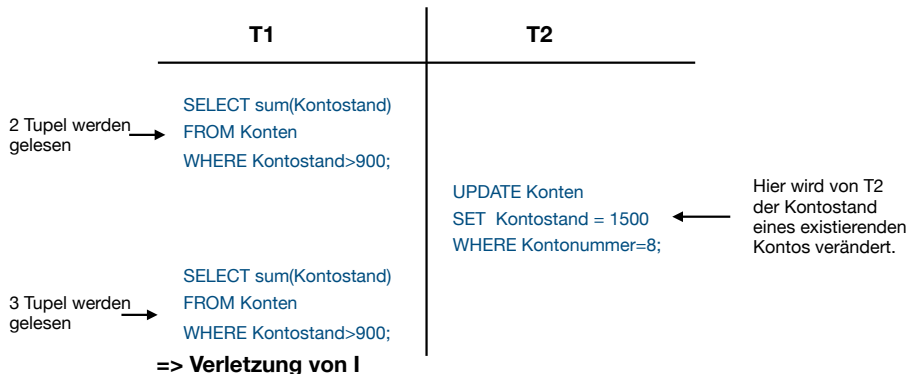 T1
T2
2 Tupel werden
gelesen
SELECT sum(Kontostand)
FROM Konten
WHERE Kontostand>900;
UPDATE Konten
SET Kontostand = 1500
WHERE Kontonummer=8;
Hier wird von T2
der Kontostand
eines existierenden
Kontos verändert.
3 Tupel werden
gelesen
SELECT sum(Kontostand)
FROM Konten
WHERE Kontostand>900;
=> Verletzung von I